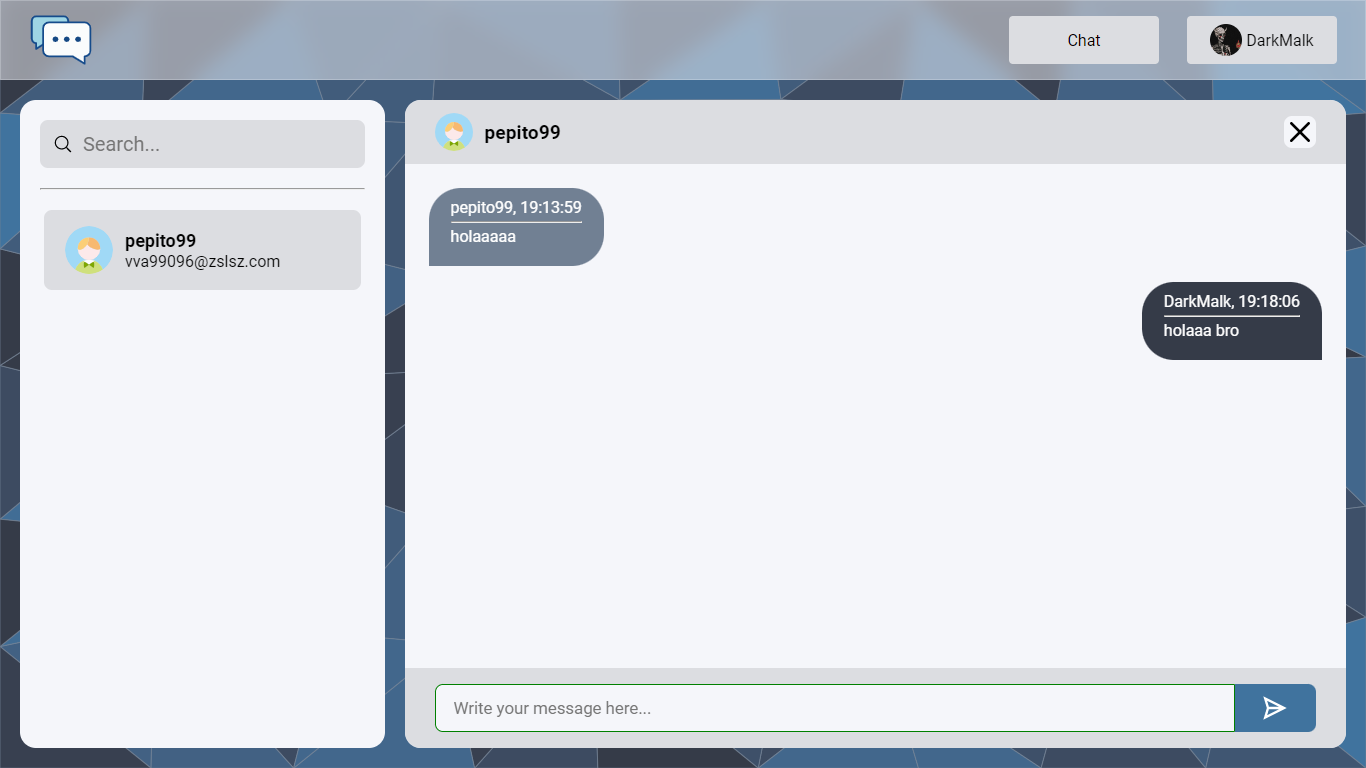 Chat
DarkMalk
Search...
pepito99
vva99096@zslsz.com
pepito99
pepito99, 19:13:59
holaaaaa
DarkMalk, 19:18:06
holaaa bro
Write your message here...